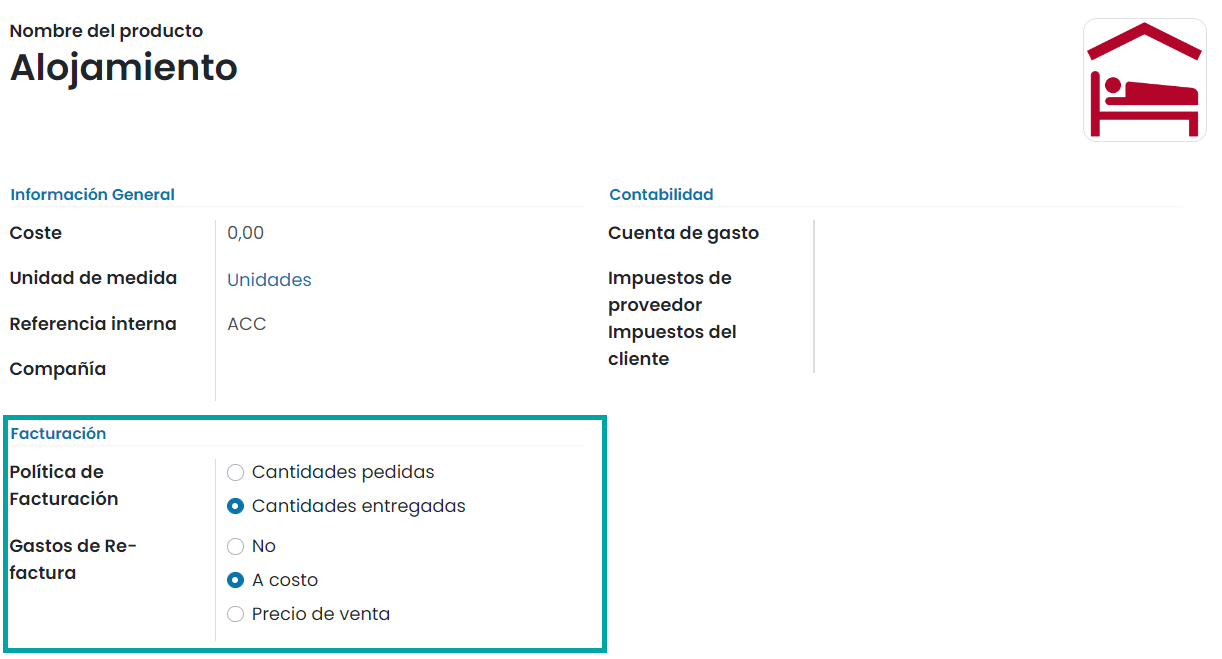 Nombre del producto
Alojamiento
Información General
Coste
0,00
Unidad de medida
Unidades
Referencia interna
ACC
Compañía
Contabilidad
Cuenta de gasto
Impuestos de
proveedor
Impuestos del
cliente
Facturación
Política de
Facturación
Cantidades pedidas
Cantidades entregadas
Gastos de Re-
factura
No
A costo
Precio de venta